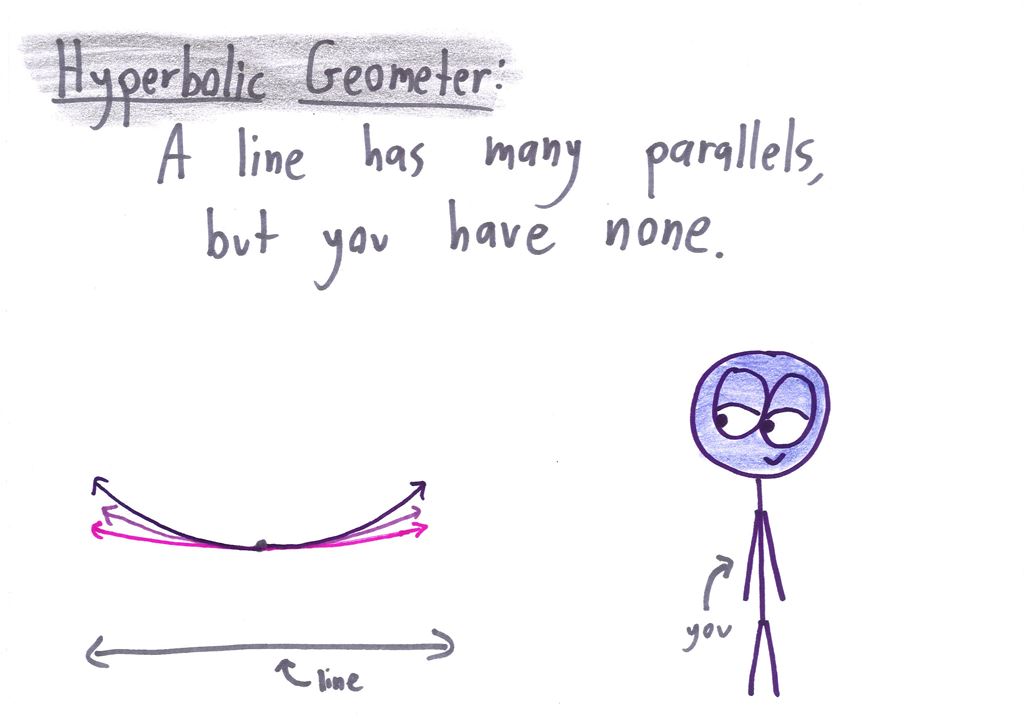 Hyperbolic Geometer:
A line has many parallels,
but you have none.
you
line